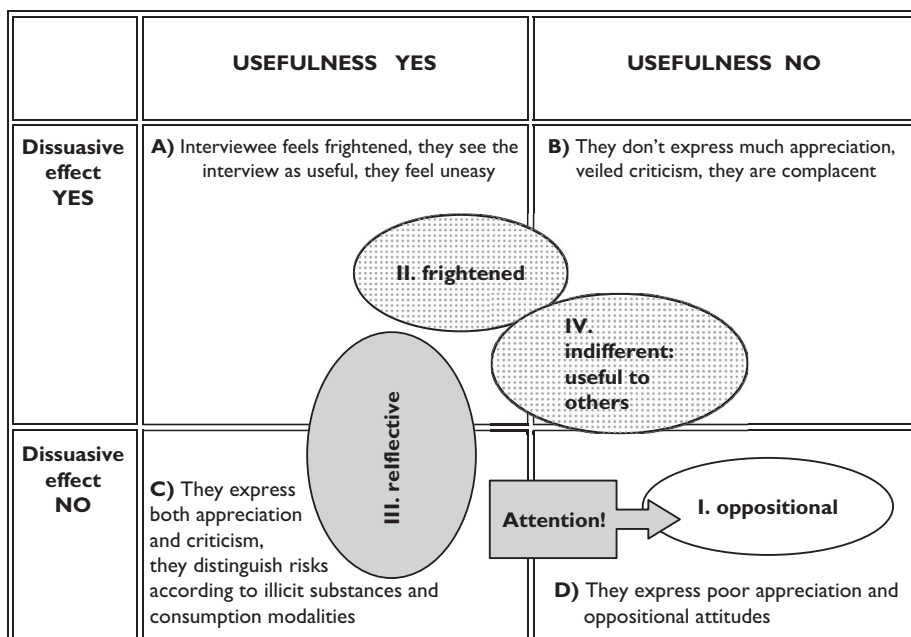 USEFULNESS YES
USEFULNESS NO
Dissuasive
effect
YES
A) Interviewee feels frightened, they see the
interview as useful, they feel uneasy
B) They don't express much appreciation,
veiled criticism, they are complacent
II. frightened
IV.
indifferent:
useful to
others
III. relflective
Dissuasive
effect
NO
C) They express
both appreciation
and criticism,
they distinguish risks
according to illicit substances and
consumption modalities
Attention!
I. oppositional
D) They express poor appreciation and
oppositional attitudes